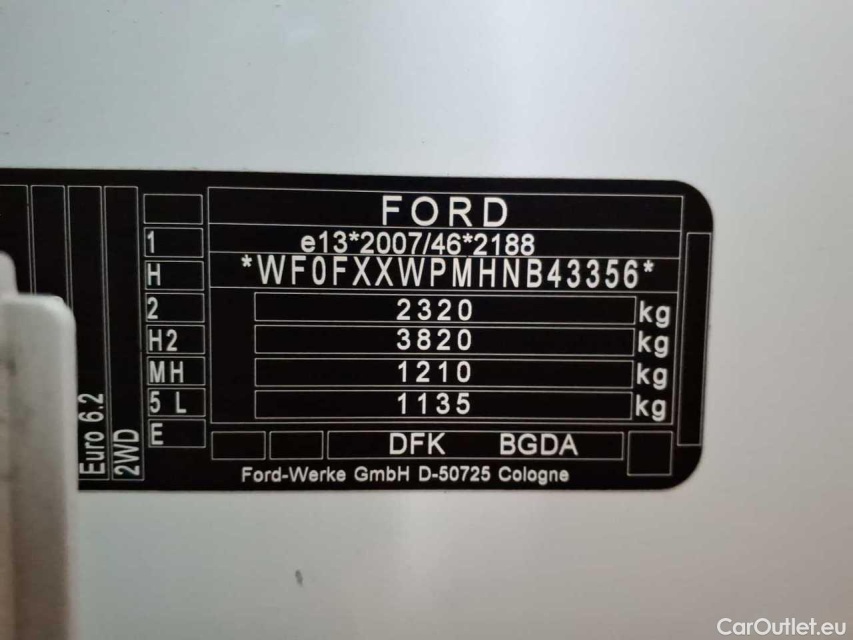 FORD
1 e13*2007/46*2188
H *WF0FXXWPMHNB43356*
2 2320 kg
H2 3820 kg
MH 1210 kg
5 L 1135 kg
E DFK BGDA
Ford-Werke GmbH D-50725 Cologne
Euro 6.2
2WD
CarOutlet.eu